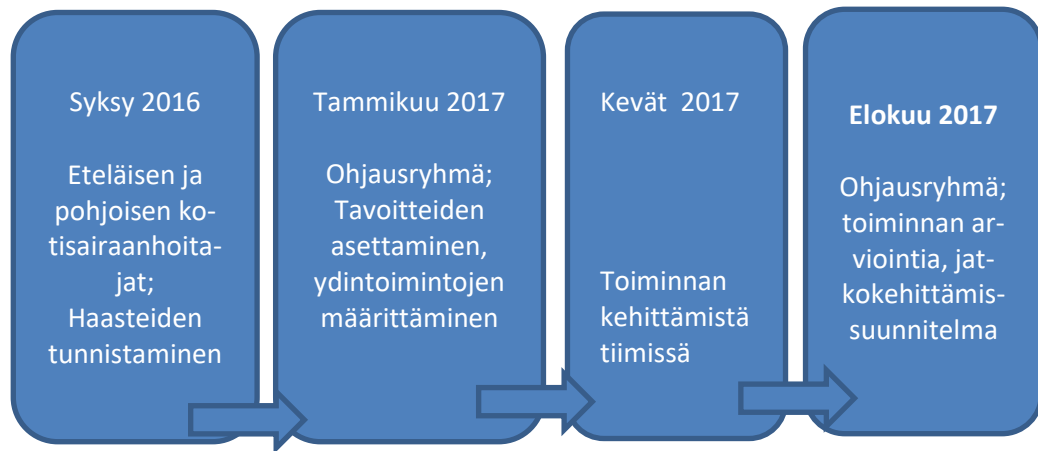 Syksy 2016
Eteläisen ja
pohjoisen ko-
tisairaanhoita-
jat;
Haasteiden
tunnistaminen
Tammikuu 2017
Ohjausryhmä;
Tavoitteiden
asettaminen,
ydintoimintojen
määrittäminen
Kevät 2017
Toiminnan
kehittämistä
tiimissä
Elokuu 2017
Ohjausryhmä;
toiminnan ar-
viointia, jat-
kokehittämis-
suunnitelma